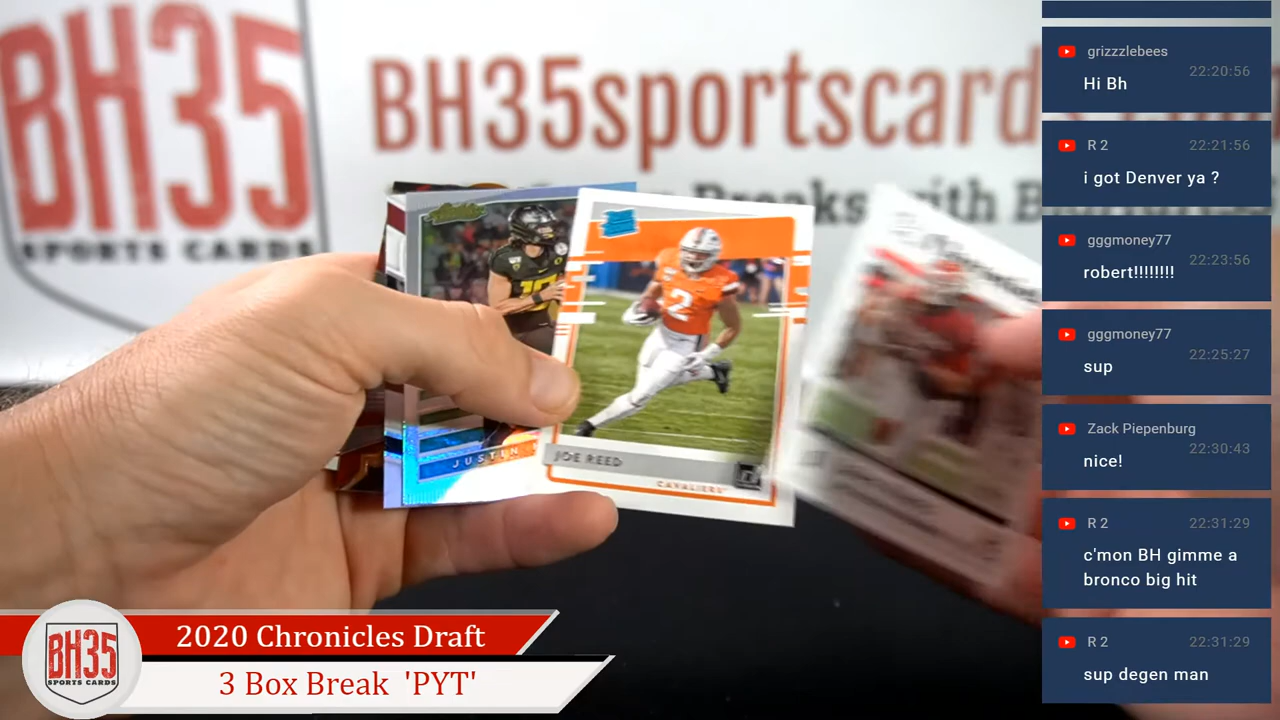 BH35
SPORTS CARDS
BH35sportscard
Breaks with B
Absolute
10
JUSTIN
2
JOE REED
CAVALIERS
2020 Chronicles Draft
3 Box Break 'PYT'
BH35
SPORTS CARDS
grizzzlebees
22:20:56
Hi Bh
R 2
22:21:56
i got Denver ya ?
gggmoney77
22:23:56
robert!!!!!!!!
gggmoney77
22:25:27
sup
Zack Piepenburg
22:30:43
nice!
R 2
22:31:29
c'mon BH gimme a
bronco big hit
R 2
22:31:29
sup degen man